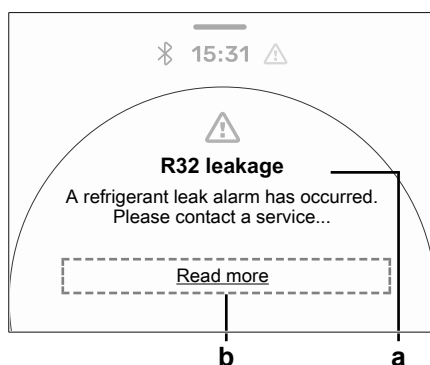 15:31
R32 leakage
A refrigerant leak alarm has occurred.
Please contact a service...
Read more
b a